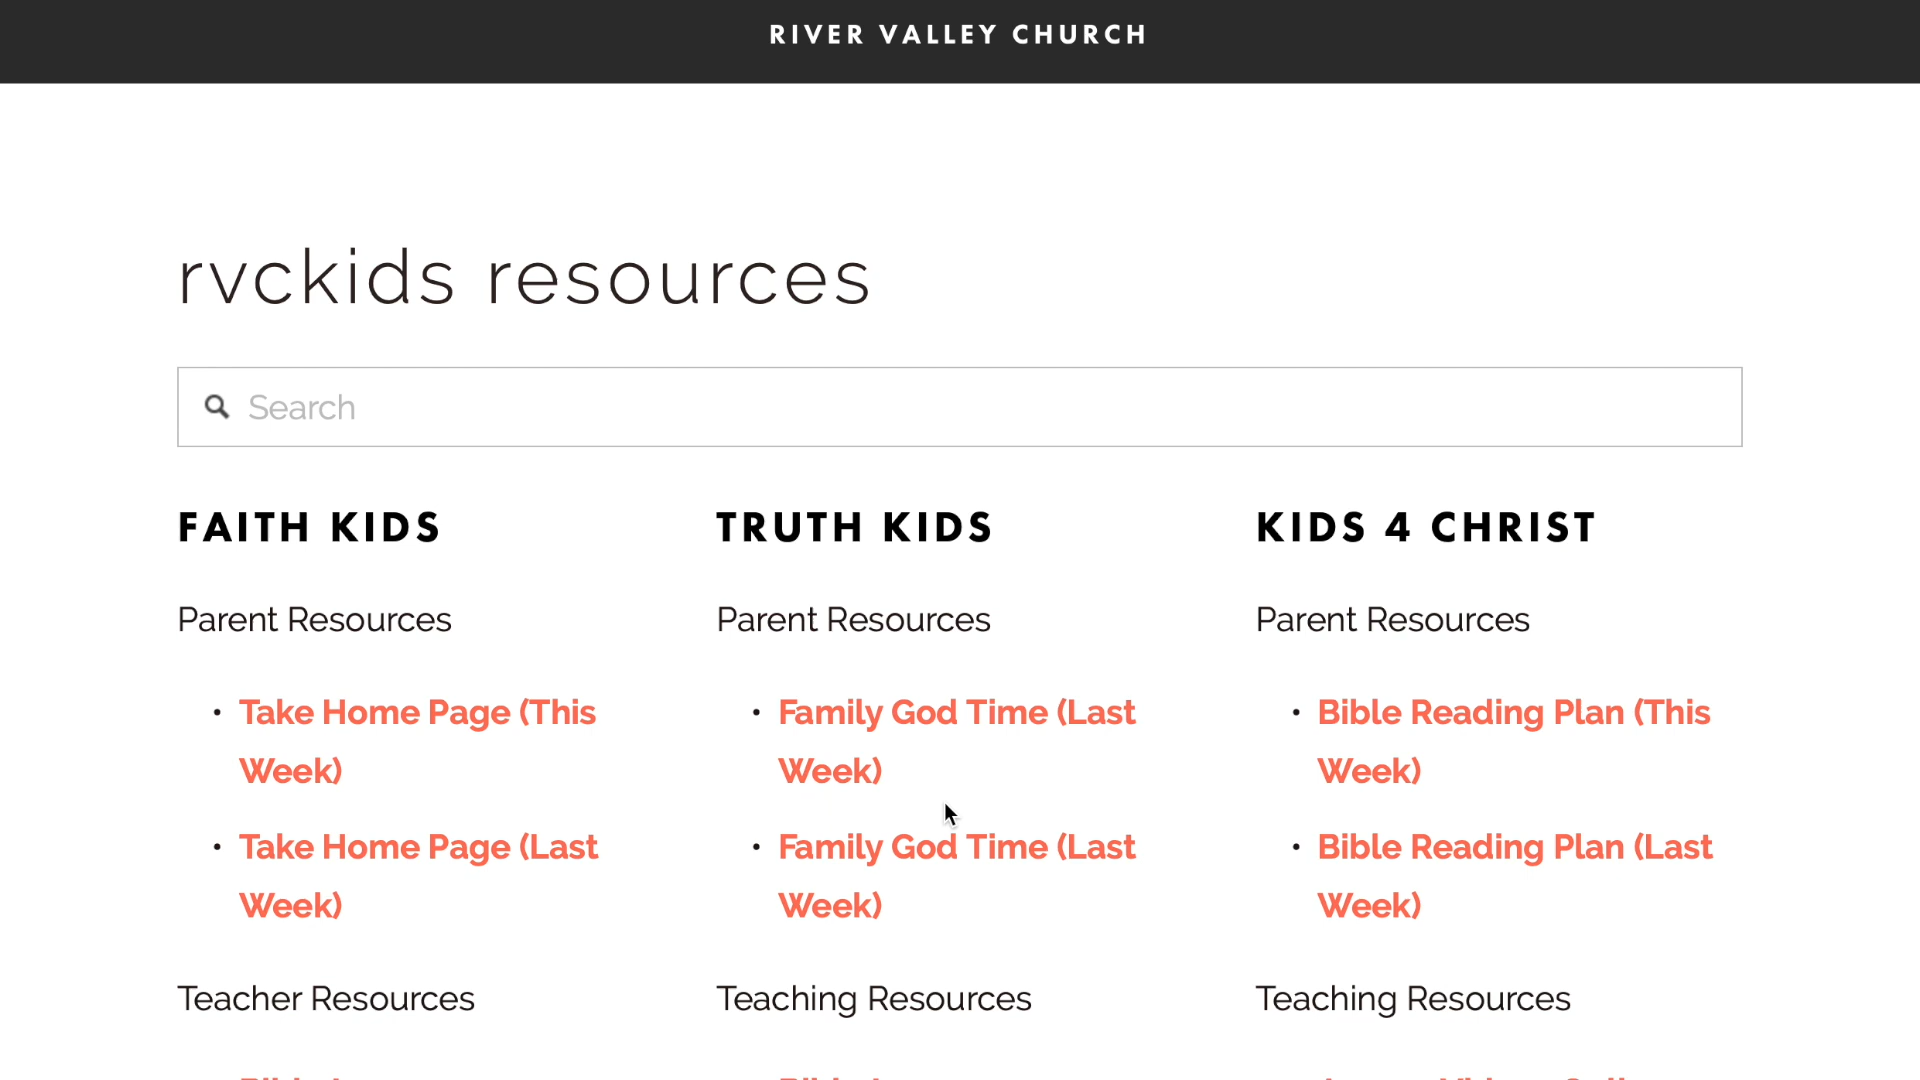 RIVER VALLEY CHURCH
rvckids resources
Search
FAITH KIDS
Parent Resources
• Take Home Page (This
Week)
• Take Home Page (Last
Week)
Teacher Resources
TRUTH KIDS
Parent Resources
• Family God Time (Last
Week)
• Family God Time (Last
Week)
Teaching Resources
KIDS 4 CHRIST
Parent Resources
• Bible Reading Plan (This
Week)
• Bible Reading Plan (Last
Week)
Teaching Resources